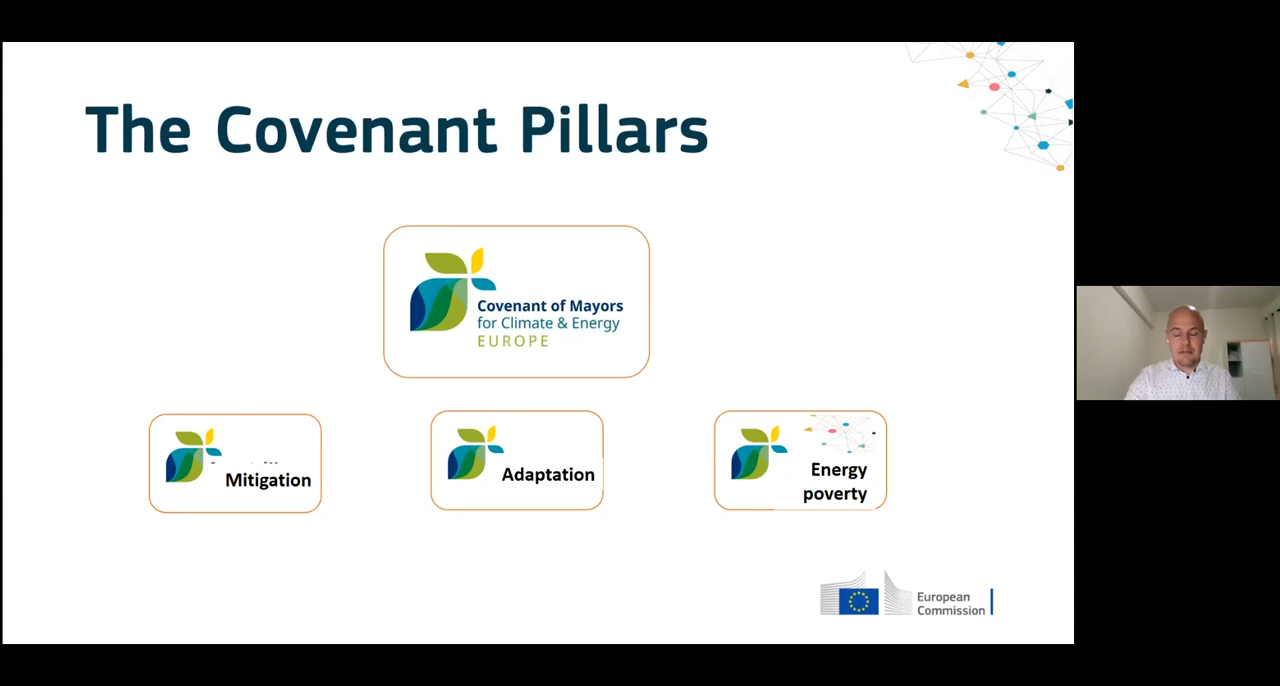 The Covenant Pillars
Covenant of Mayors
for Climate & Energy
EUROPE
Mitigation
Adaptation
Energy
poverty
European
Commission